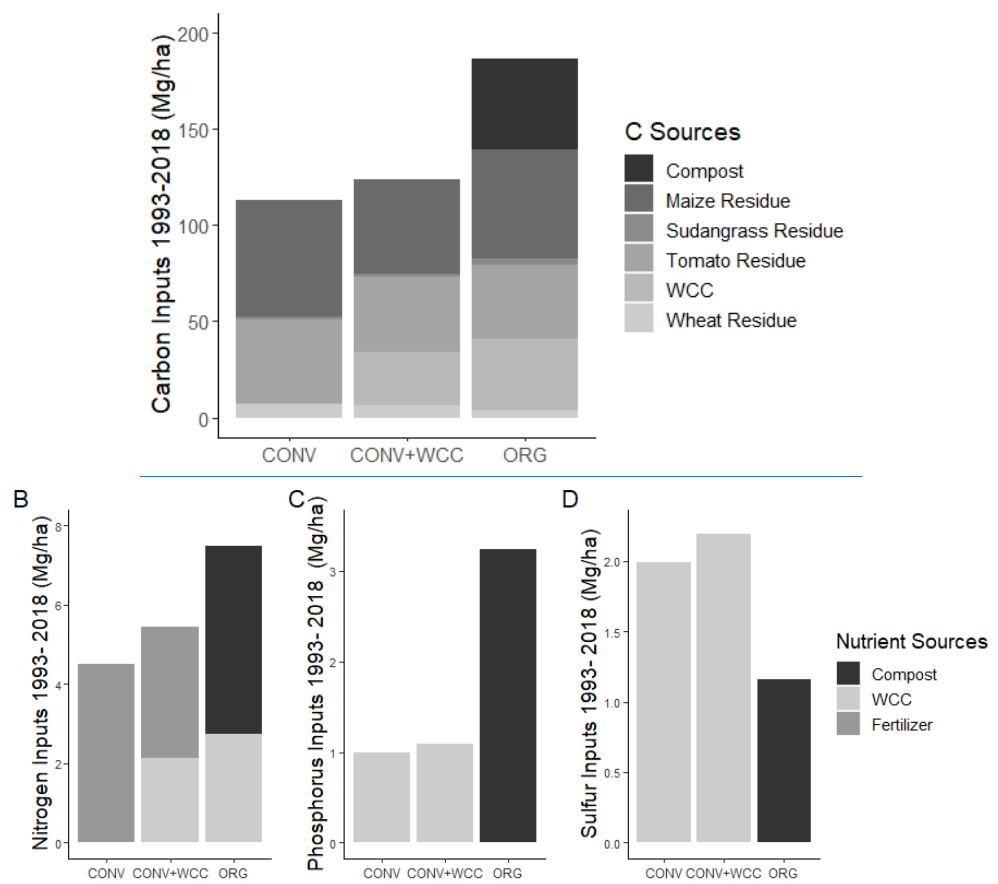 Carbon Inputs 1993-2018 (Mg/ha)
200
150
100
50
0
CONV CONV+WCC ORG
C Sources
Compost
Maize Residue
Sudangrass Residue
Tomato Residue
WCC
Wheat Residue
B
Nitrogen Inputs 1993- 2018 (Mg/ha)
8
6
4
2
0
CONV CONV+WCC ORG
C
Phosphorus Inputs 1993- 2018 (Mg/ha)
3
2
1
0
CONV CONV+WCC ORG
D
Sulfur Inputs 1993- 2018 (Mg/ha)
2.0
1.5
1.0
0.5
0.0
CONV CONV+WCC ORG
Nutrient Sources
Compost
WCC
Fertilizer